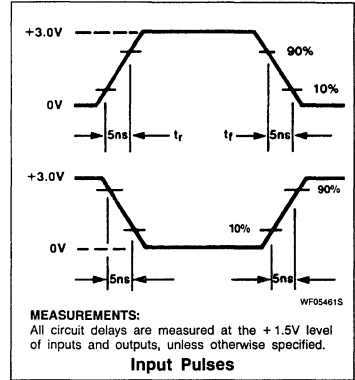 +3.0V
90%
10%
0V
5ns
tr
tf
5ns
+3.0V
90%
10%
0V
5ns
5ns
WF05461S
MEASUREMENTS:
All circuit delays are measured at the +1.5V level
of inputs and outputs, unless otherwise specified.
Input Pulses